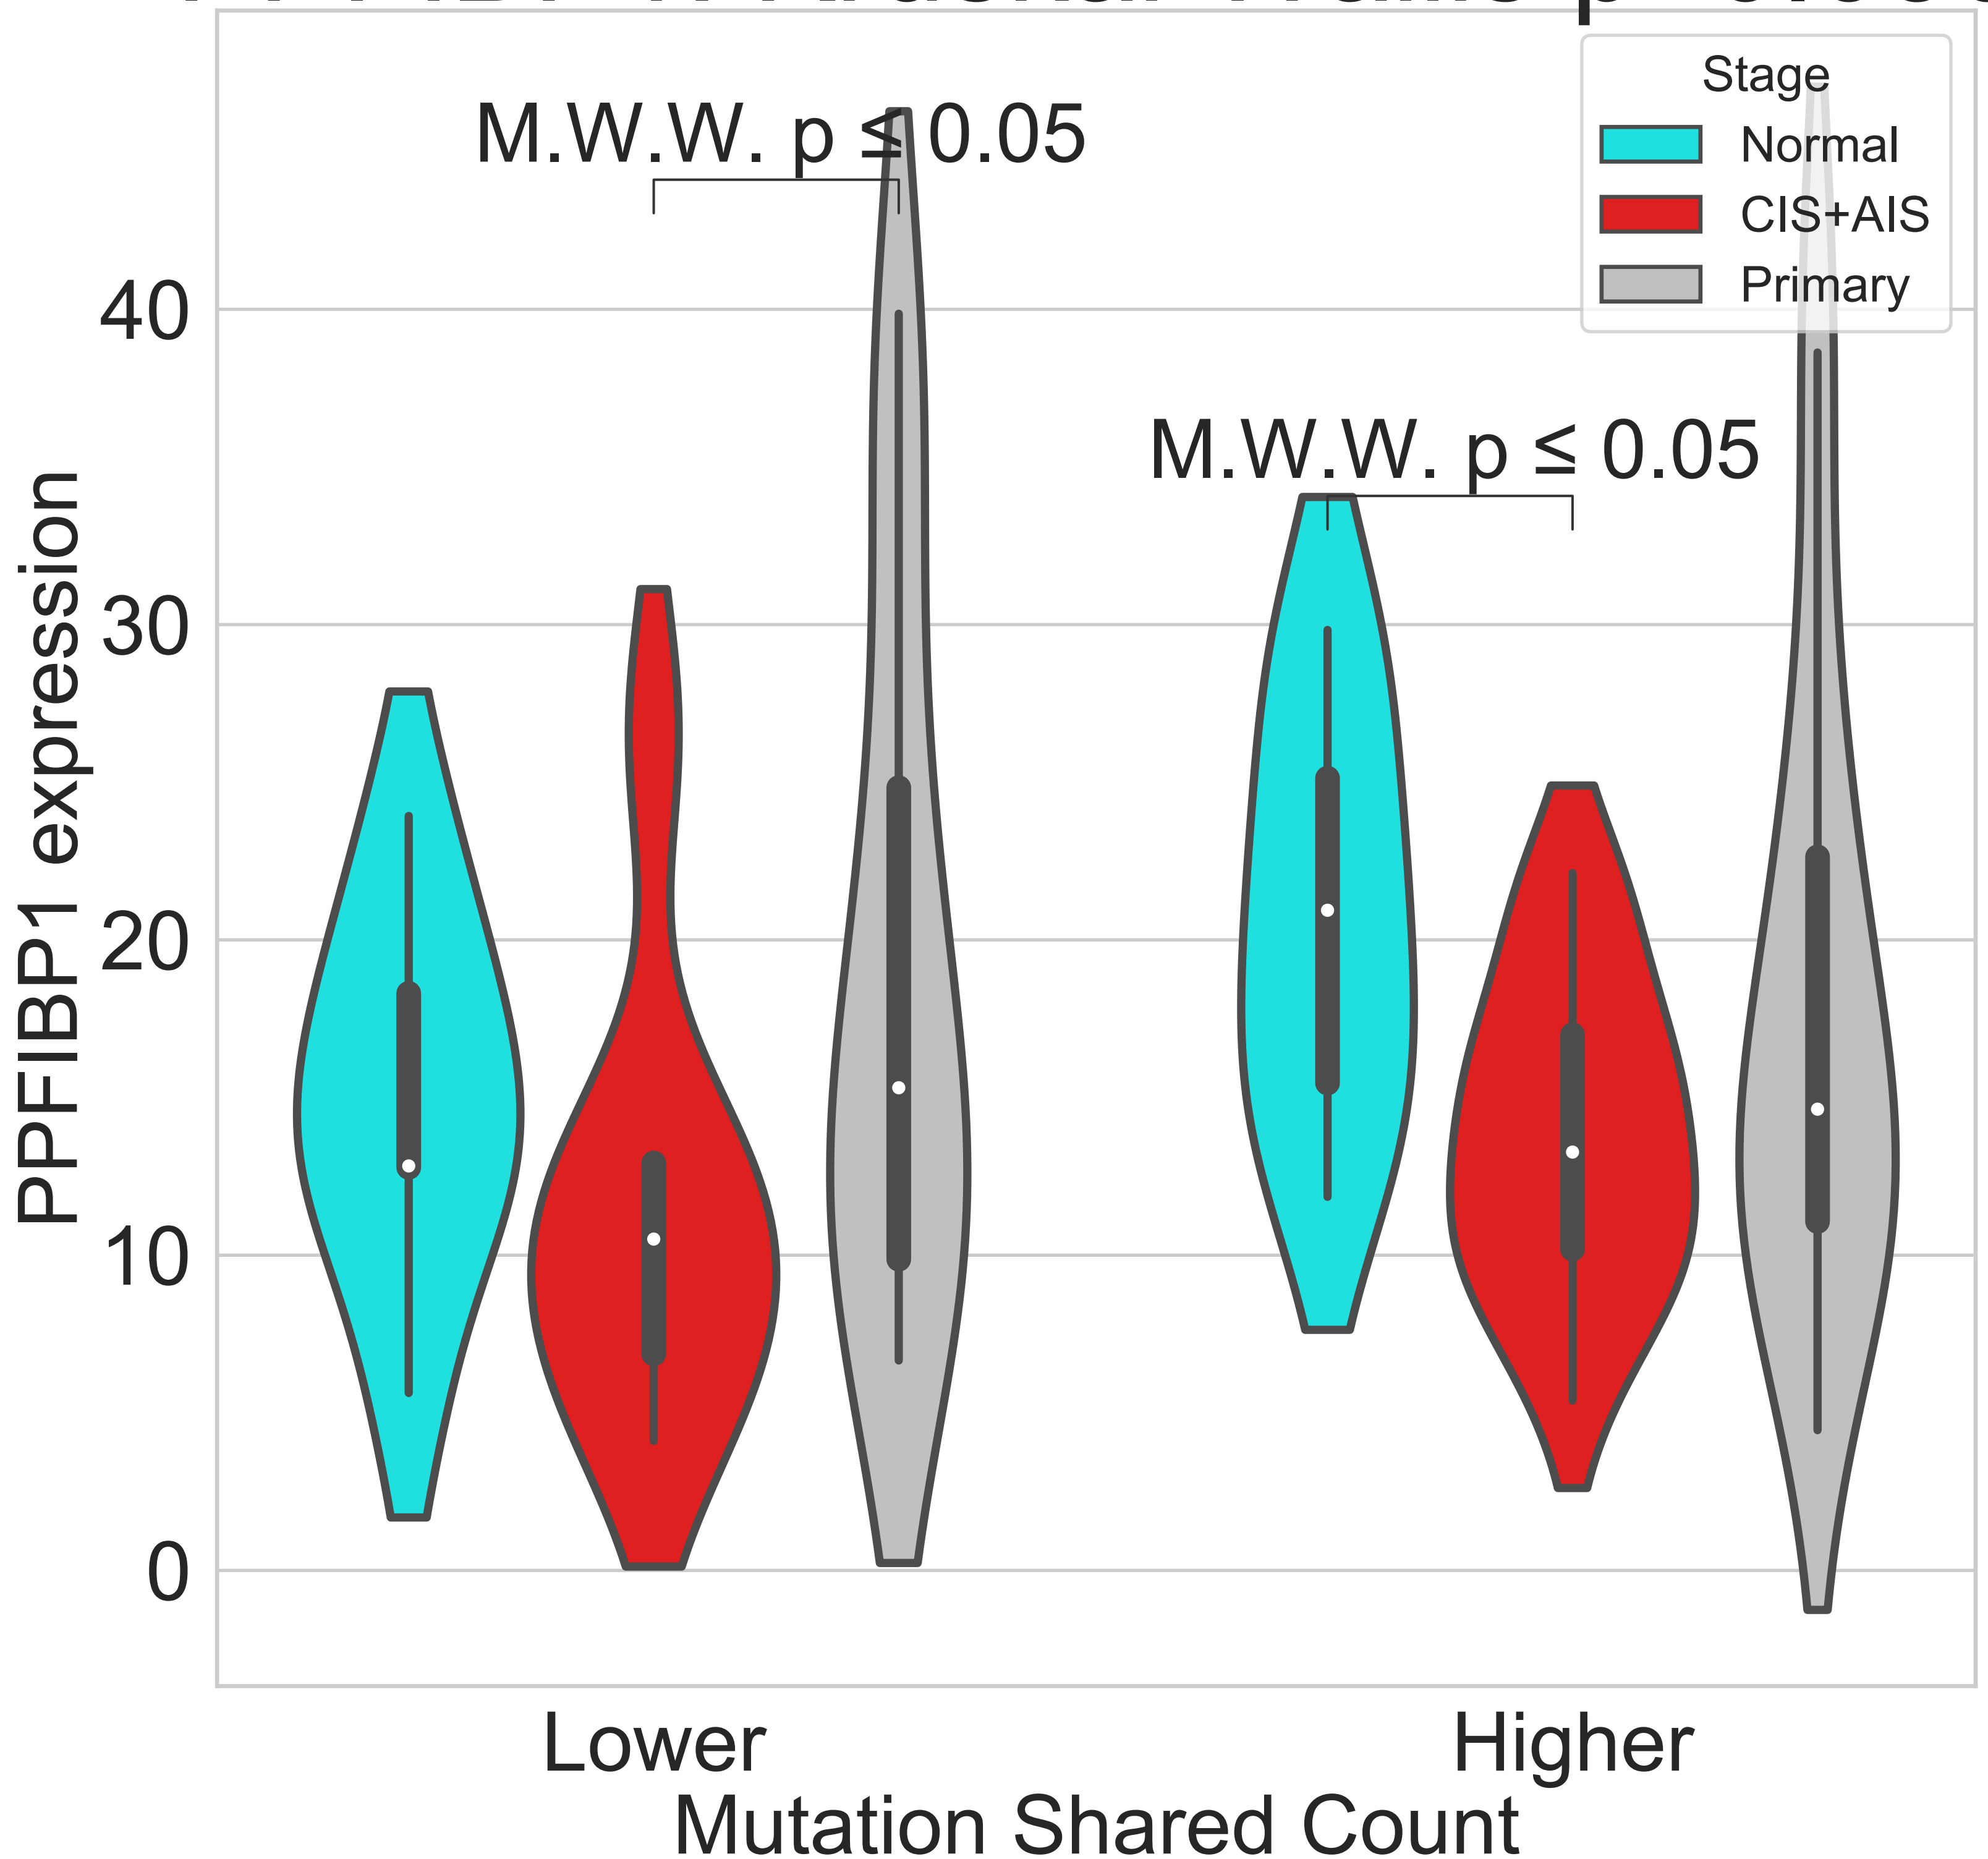 Stage
Normal
CIS+AIS
Primary
M.W.W. p ≤ 0.05
M.W.W. p ≤ 0.05
PPFIBP1 expression
40
30
20
10
0
Lower
Higher
Mutation Shared Count